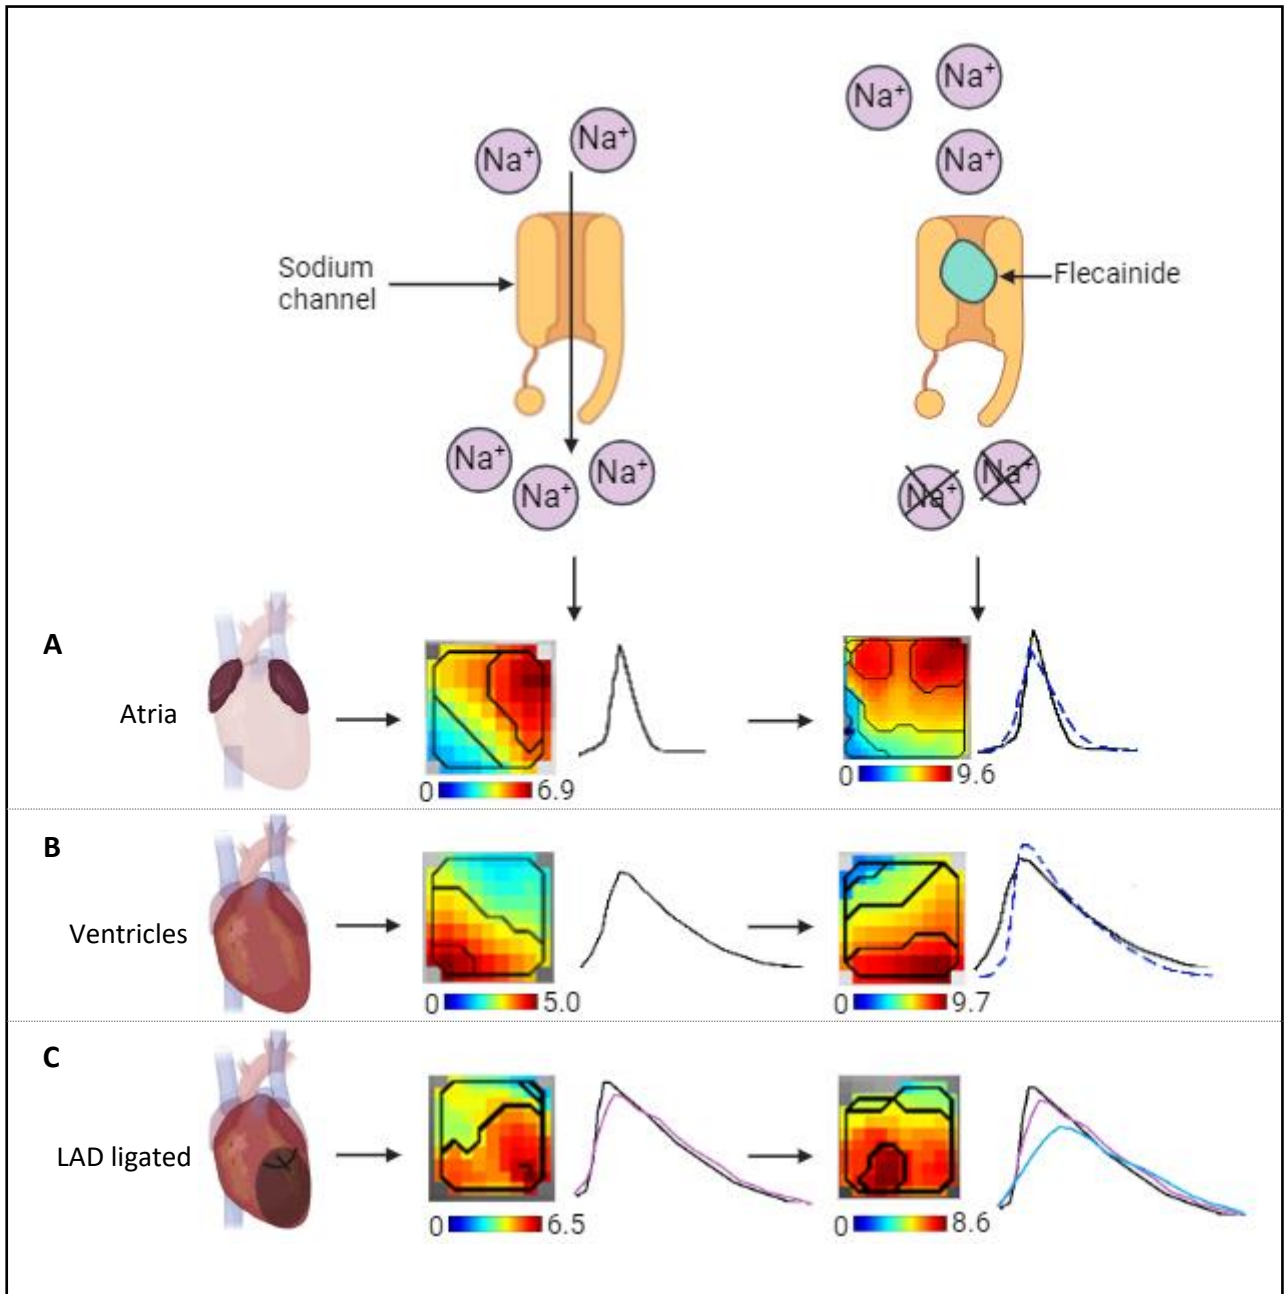 Na⁺
Na⁺
Na⁺
Na⁺
Na⁺
Sodium
channel
Flecainide
Na⁺
Na⁺
Na⁺
Na⁺
Na⁺
A
Atria
0 6.9
0 9.6
B
Ventricles
0 5.0
0 9.7
C
LAD ligated
0 6.5
0 8.6